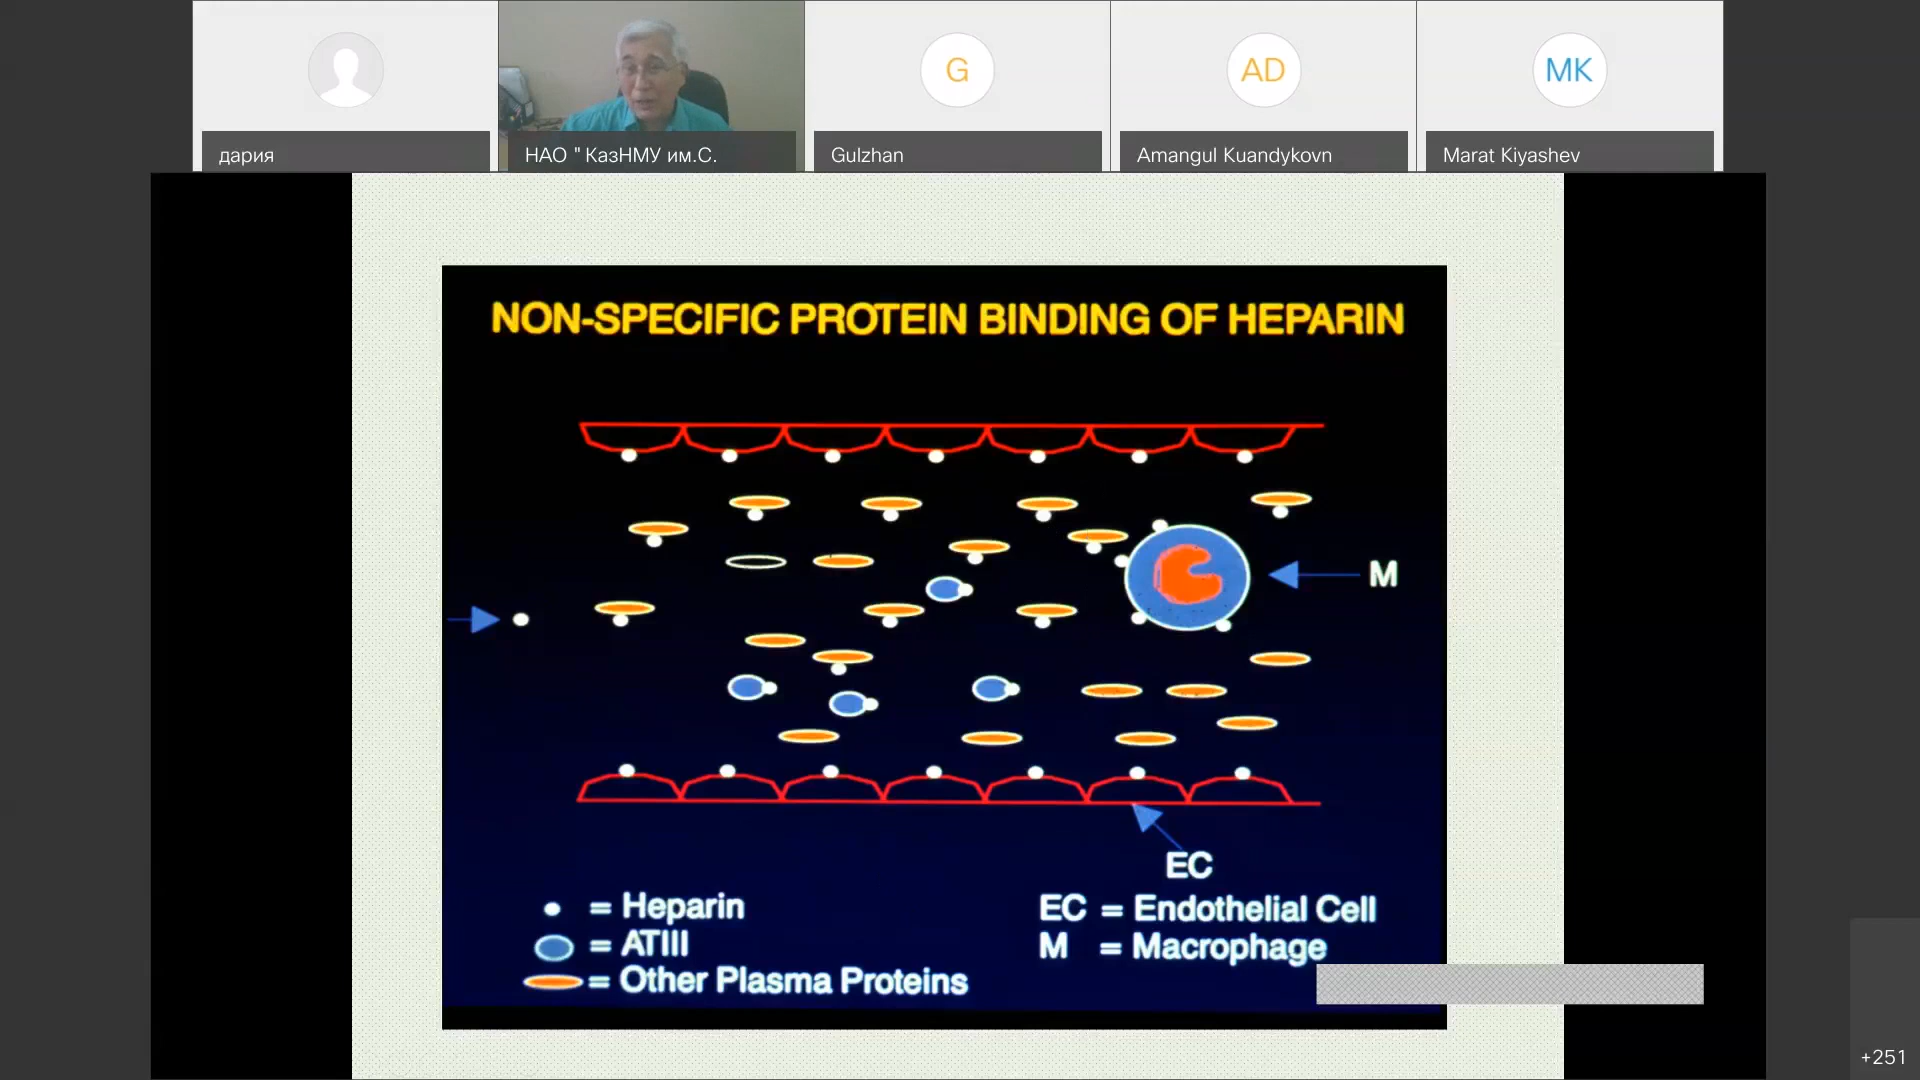 дария
НАО " КазНМУ им.С.
G
Gulzhan
AD
Amangul Kuandykovn
MK
Marat Kiyashev
NON-SPECIFIC PROTEIN BINDING OF HEPARIN
M
EC
= Heparin
= ATIII
= Other Plasma Proteins
EC = Endothelial Cell
M = Macrophage
+251